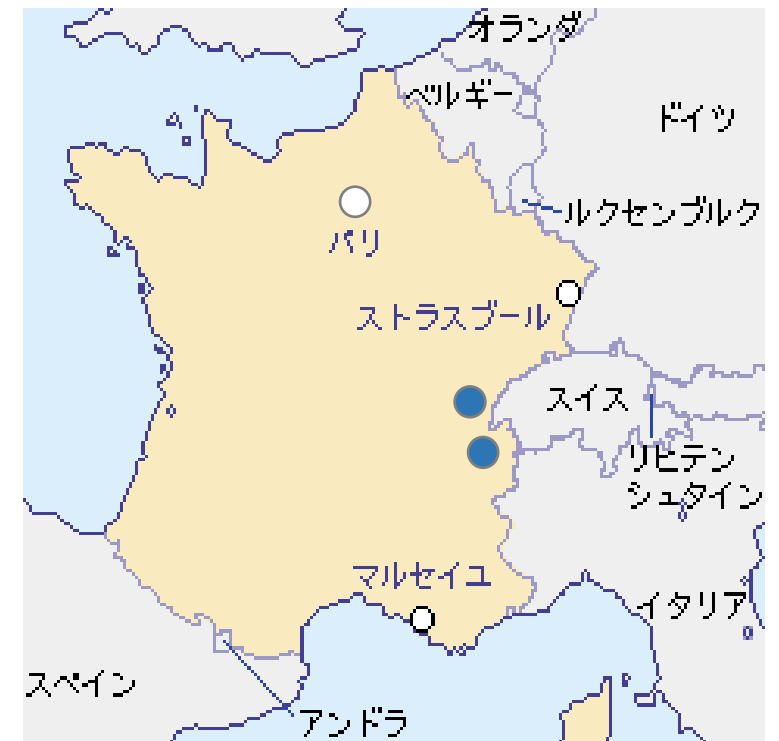 オランダ
ベルギー
ドイツ
ルクセンブルク
パリ
ストラスブール
スイス
リヒテン
シュタイン
マルセイユ
イタリア
スペイン
アンドラ